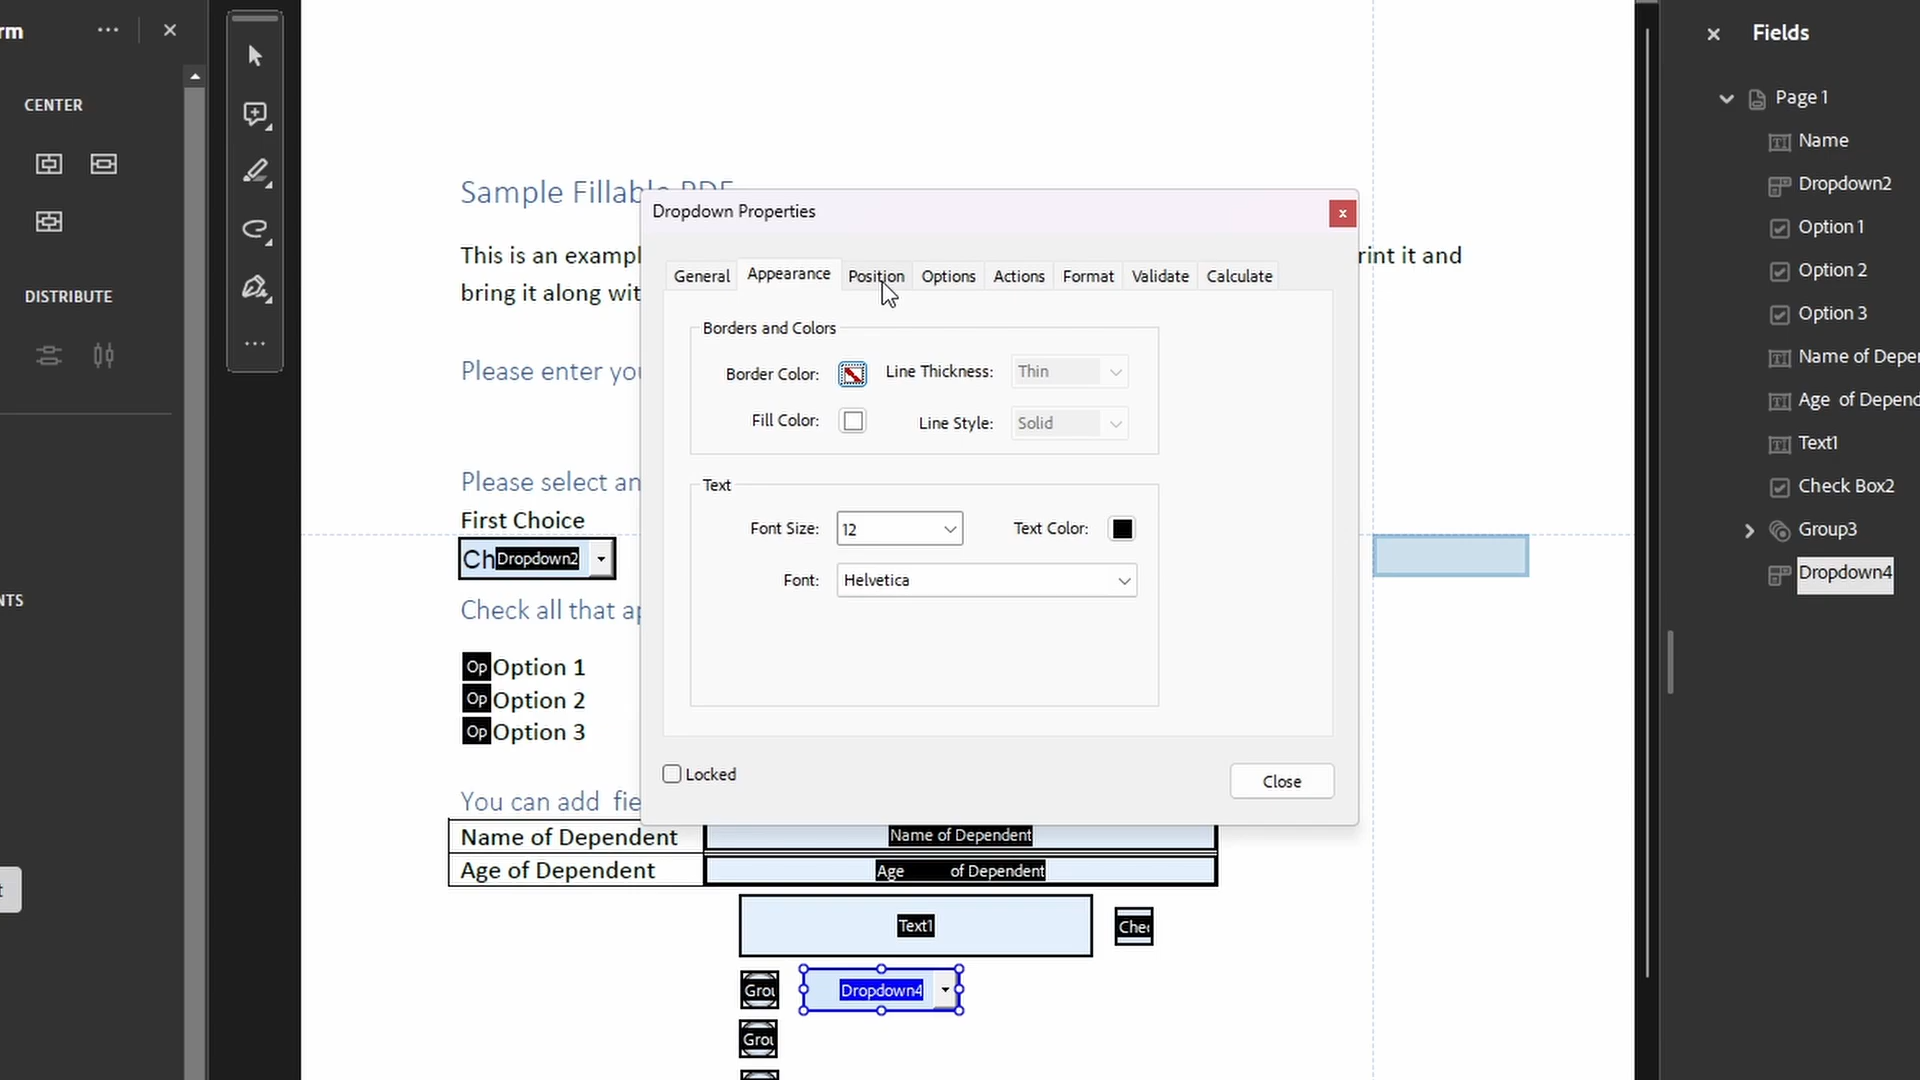 rm
CENTER
DISTRIBUTE
NTS
t
Sample Fillable PDF
This is an exampl
rint it and
bring it along wit
Please enter you
Please select an
First Choice
Ch
Dropdown2
Check all that ap
Op
Option 1
Op
Option 2
Op
Option 3
You can add fie
Name of Dependent
Name of Dependent
Age of Dependent
Age of Dependent
Text1
Chec
Grou
Dropdown4
Grou
Dropdown Properties
x
General
Appearance
Position
Options
Actions
Format
Validate
Calculate
Borders and Colors
Border Color:
Line Thickness:
Thin
Fill Color:
Line Style:
Solid
Text
Font Size:
12
Text Color:
Font:
Helvetica
Locked
Close
Fields
Page 1
Name
Dropdown2
Option 1
Option 2
Option 3
Name of Deper
Age of Depend
Text1
Check Box2
Group3
Dropdown4